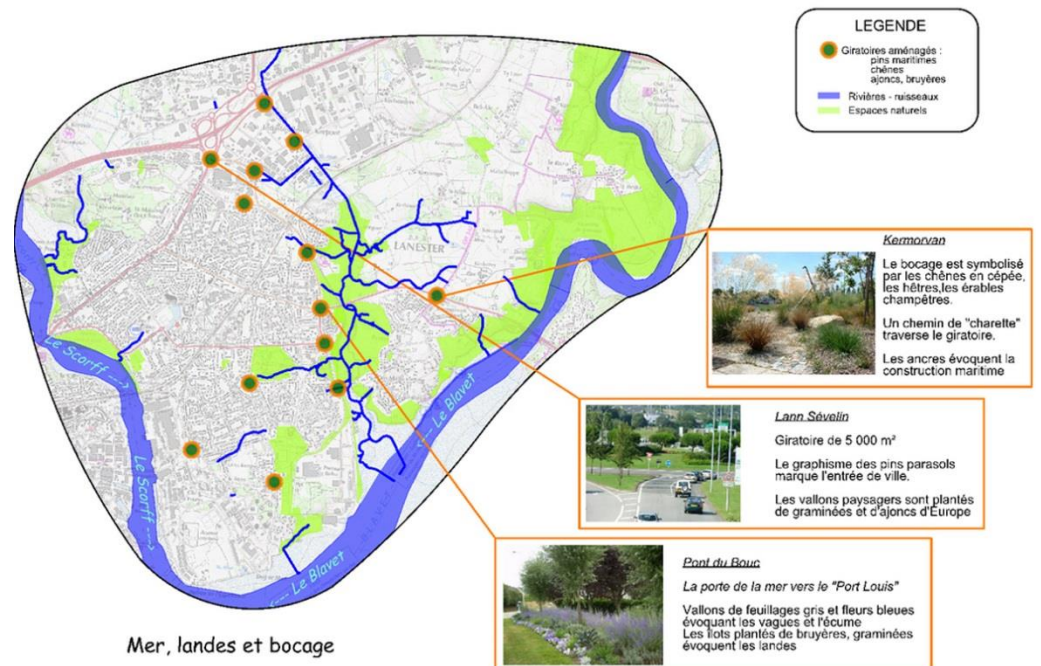 LEGENDE
Giratoires aménagés :
pins maritimes
chênes
ajoncs, bruyères
Rivières - ruisseaux
Espaces naturels
LANESTER
Kermorvan
Le bocage est symbolisé
par les chênes en cépée,
les hêtres,les érables
champêtres.
Un chemin de "charette"
traverse le giratoire.
Les ancres évoquent la
construction maritime
Le Scorff --->
Le Scorff --->
<--- Le Blavet
<--- Le Blavet
Lann Sévelin
Giratoire de 5 000 m²
Le graphisme des pins parasols
marque l'entrée de ville.
Les vallons paysagers sont plantés
de graminées et d'ajoncs d'Europe
Pont du Bouc
La porte de la mer vers le "Port Louis"
Vallons de feuillages gris et fleurs bleues
évoquant les vagues et l'écume
Les îlots plantés de bruyères, graminées
évoquent les landes
Mer, landes et bocage